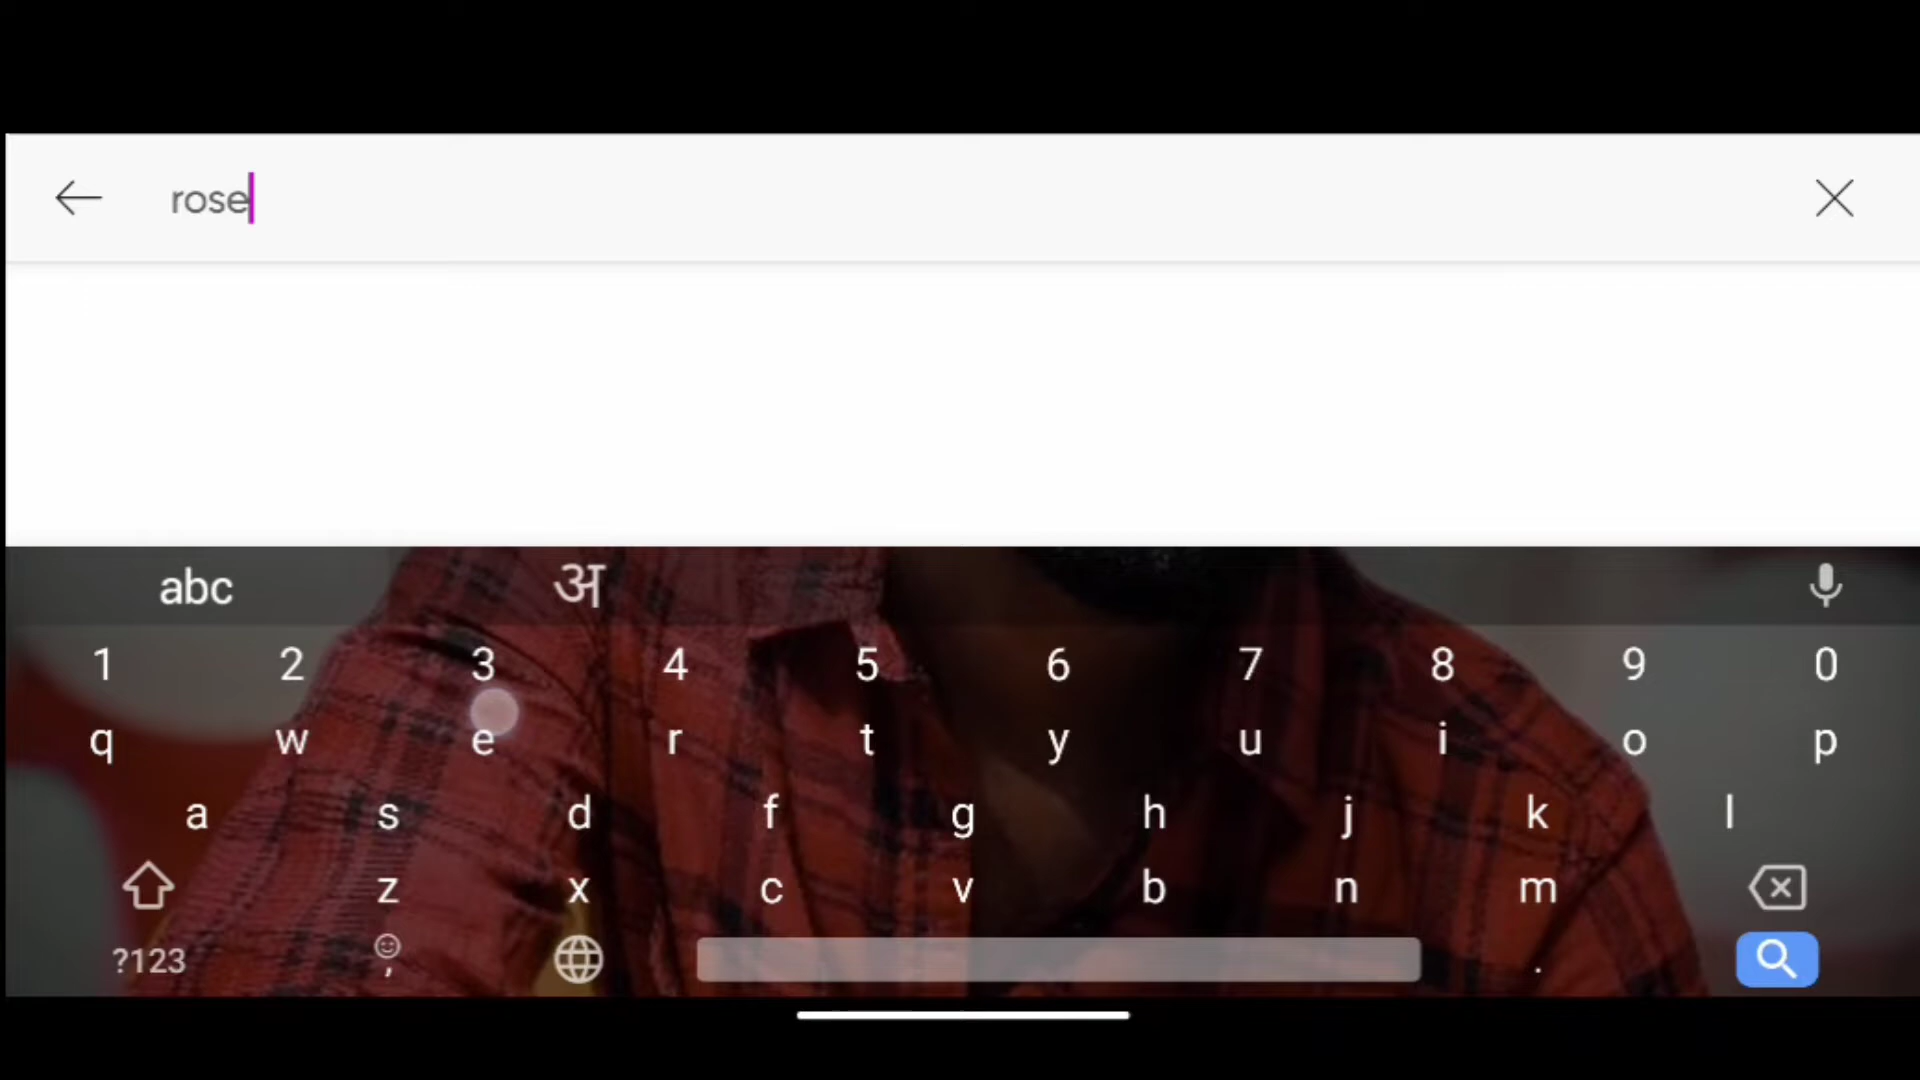 rose
abc अ
1 2 3 4 5 6 7 8 9 0
q w e r t y u i o p
a s d f g h j k l
z x c v b n m
?123 , .